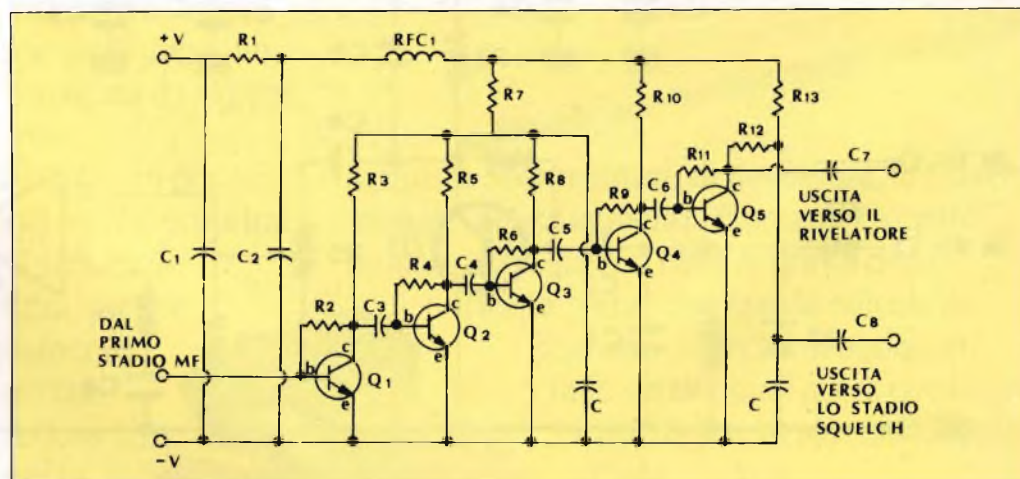 +V
R1
RFC1
R7
R10
R13
R3
R5
R8
R12
R11
C7
R9
C6
b
c
Q5
e
USCITA
VERSO IL
RIVELATORE
C1
C2
R6
C5
b
c
Q4
e
R4
C4
b
c
Q3
e
R2
C3
b
c
Q2
e
DAL
PRIMO
STADIO MF
b
c
Q1
e
C
C
C8
USCITA
VERSO
LO STADIO
SQUELCH
–V